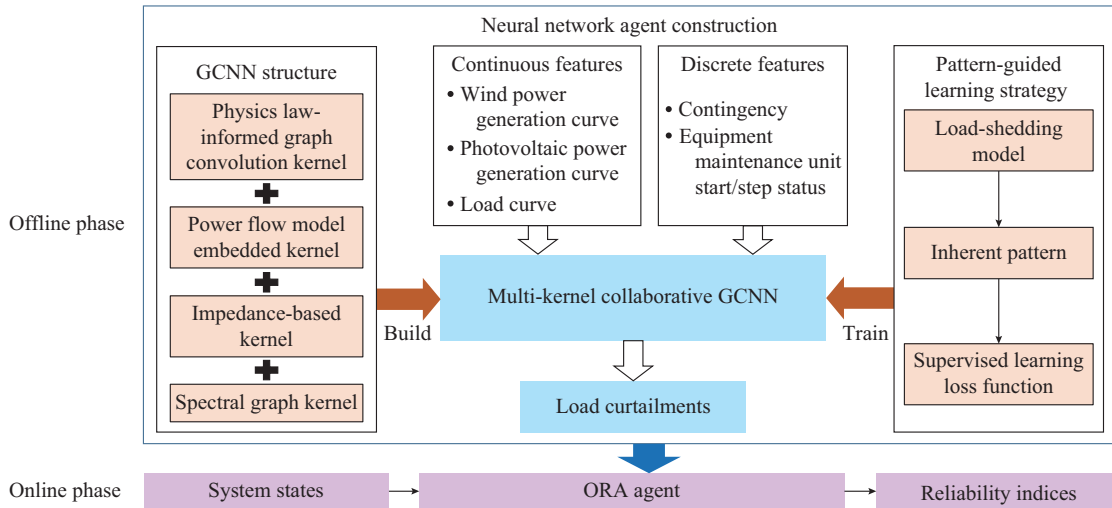 Neural network agent construction
GCNN structure
Physics law-
informed graph
convolution kernel
Power flow model
embedded kernel
Impedance-based
kernel
Spectral graph kernel
Continuous features
• Wind power
generation curve
• Photovoltaic power
generation curve
• Load curve
Discrete features
• Contingency
• Equipment
maintenance unit
start/step status
Pattern-guided
learning strategy
Load-shedding
model
Inherent pattern
Supervised learning
loss function
Offline phase
Build
Multi-kernel collaborative GCNN
Train
Load curtailments
Online phase
System states
ORA agent
Reliability indices